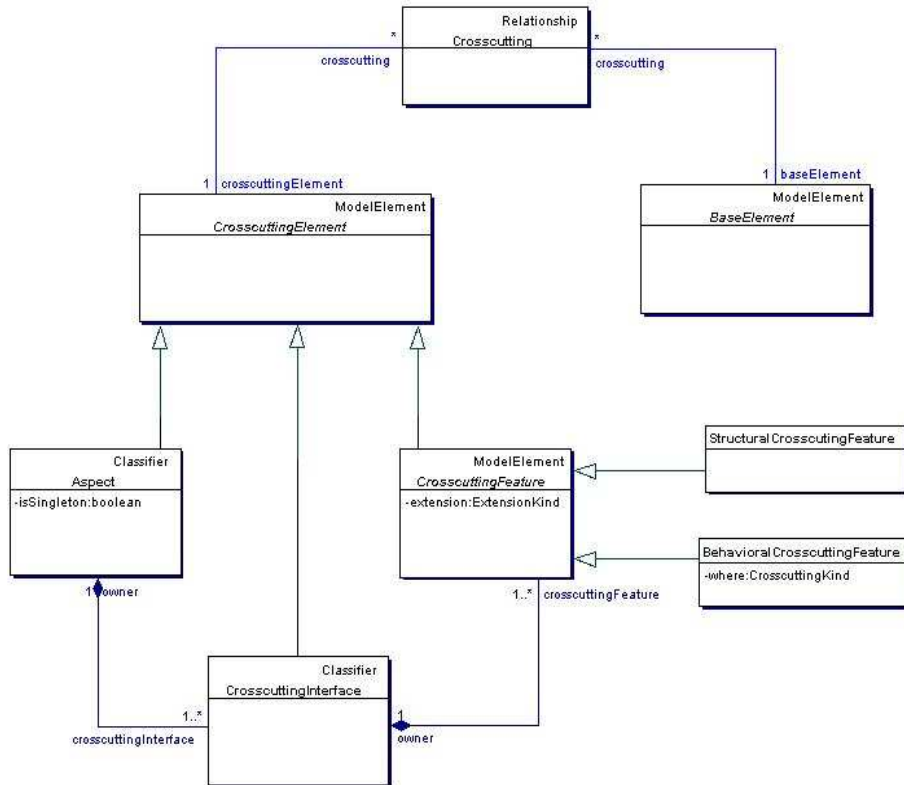 Relationship
Crosscutting
*
*
crosscutting
crosscutting
1 crosscuttingElement
1 baseElement
ModelElement
CrosscuttingElement
ModelElement
BaseElement
Classifier
Aspect
-isSingleton:boolean
ModelElement
CrosscuttingFeature
-extension:ExtensionKind
StructuralCrosscutingFeature
BehavioralCrosscuttingFeature
-where:CrosscuttingKind
1 owner
1..* crosscuttingFeature
Classifier
CrosscuttingInterface
1..*
crosscuttingInterface
1
owner